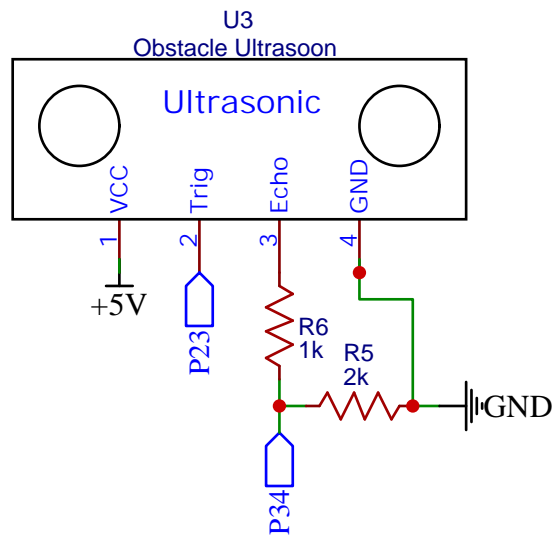 U3
Obstacle Ultrasoon
Ultrasonic
VCC
Trig
Echo
GND
1
2
3
4
+5V
P23
R6
1k
R5
2k
GND
P34